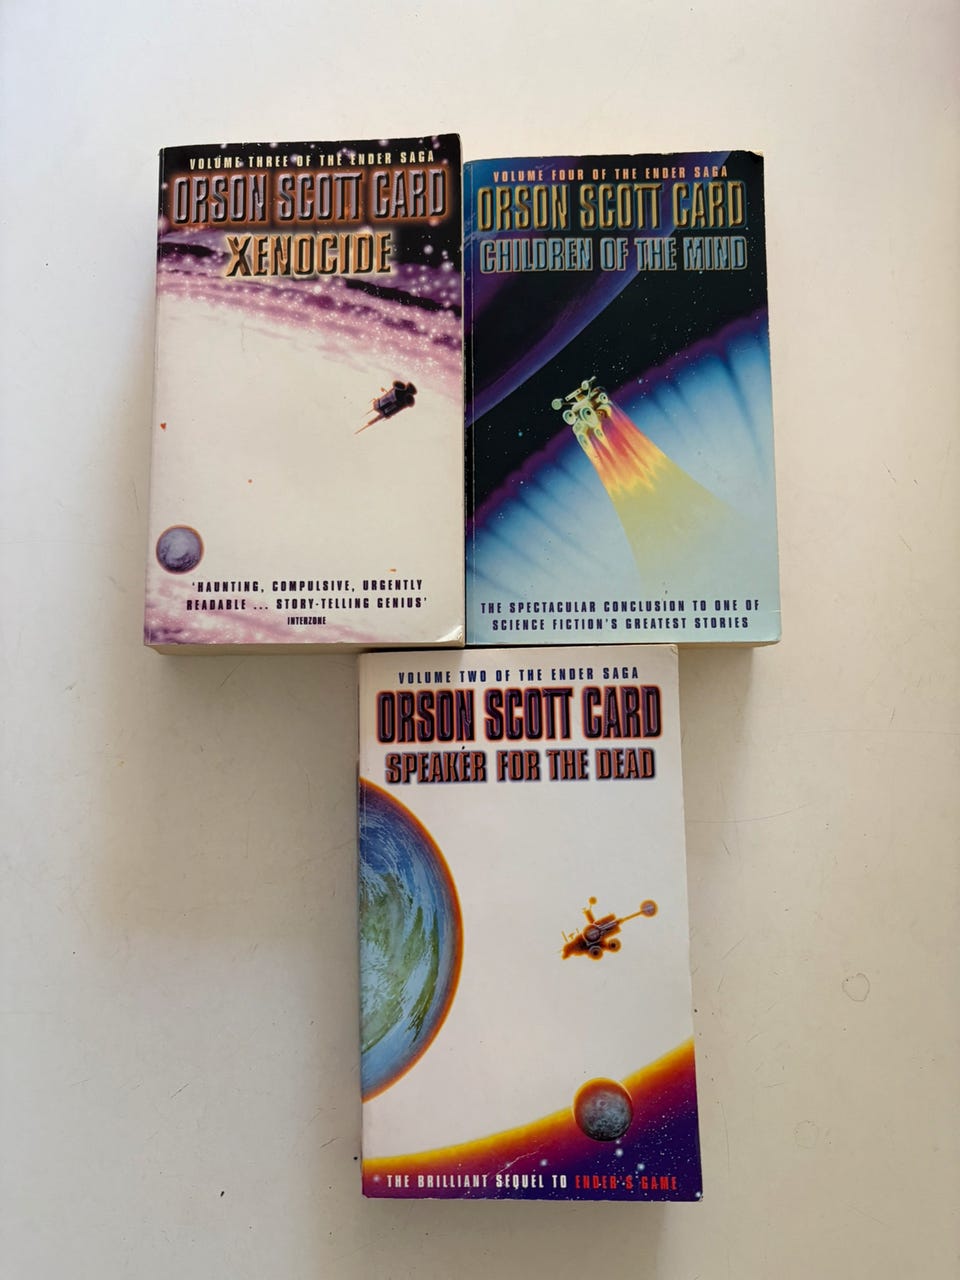 VOLUME THREE OF THE ENDER SAGA
ORSON SCOTT CARD
XENOCIDE
'HAUNTING, COMPULSIVE, URGENTLY
READABLE ... STORY-TELLING GENIUS'
INTERZONE
VOLUME FOUR OF THE ENDER SAGA
ORSON SCOTT CARD
CHILDREN OF THE MIND
THE SPECTACULAR CONCLUSION TO ONE OF
SCIENCE FICTION'S GREATEST STORIES
VOLUME TWO OF THE ENDER SAGA
ORSON SCOTT CARD
SPEAKER FOR THE DEAD
THE BRILLIANT SEQUEL TO ENDER'S GAME